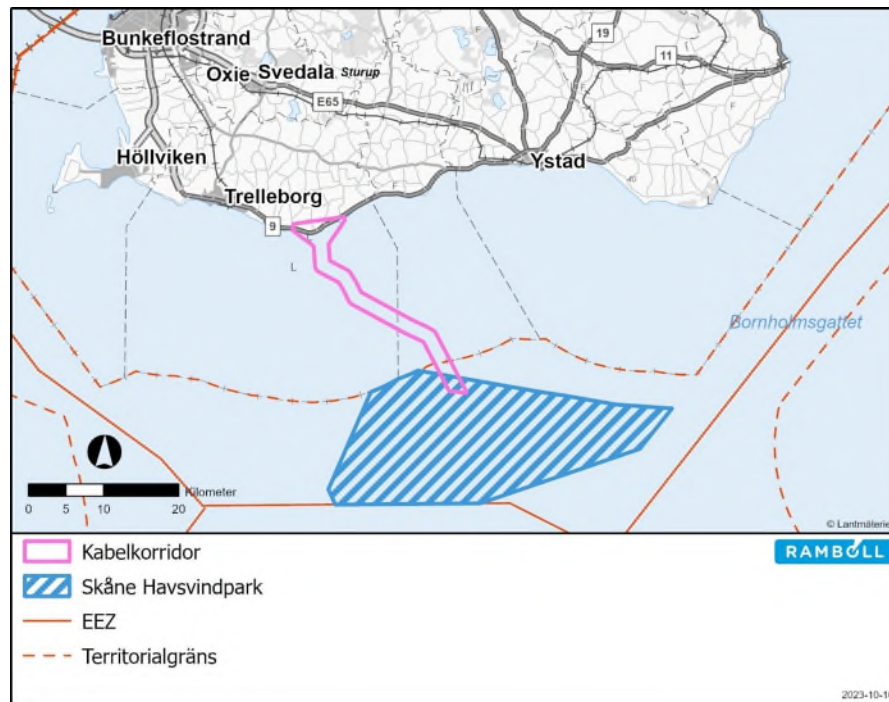 Bunkeflostrand
19
11
Oxie
Svedala
Sturup
E65
F
F
Höllviken
Ystad
Trelleborg
F
L
L
9
L
Bornholmsgattet
0 5 10 20
Kilometer
© Lantmäterie
Kabelkorridor
RAMBOLL
Skåne Havsvindpark
EEZ
Territorialgräns
2023-10-10